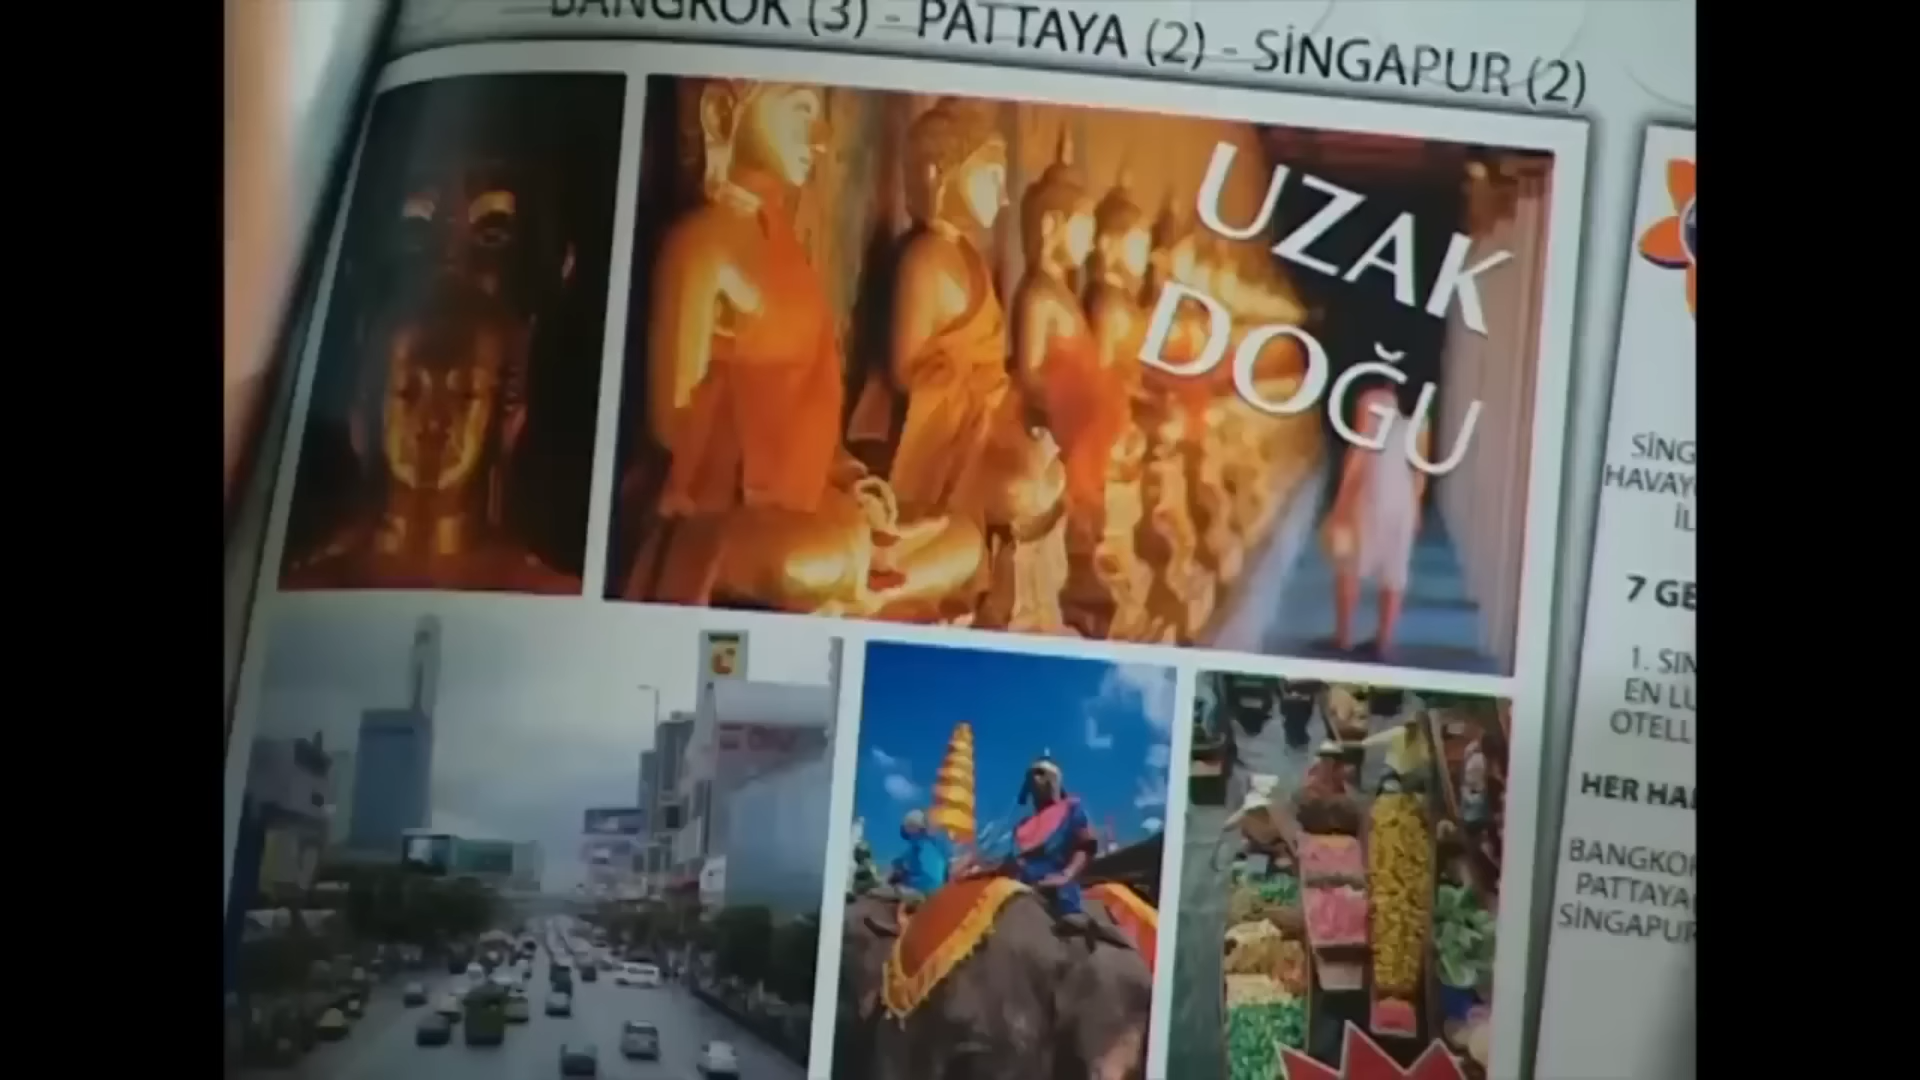 BANGKOK (3) - PATTAYA (2) - SİNGAPUR (2)
UZAK
DOĞU
SİNG
HAVAY
İL
7 GE
1. SIN
EN LU
OTELL
HER HA
BANGKOK
PATTAYA
SİNGAPUR